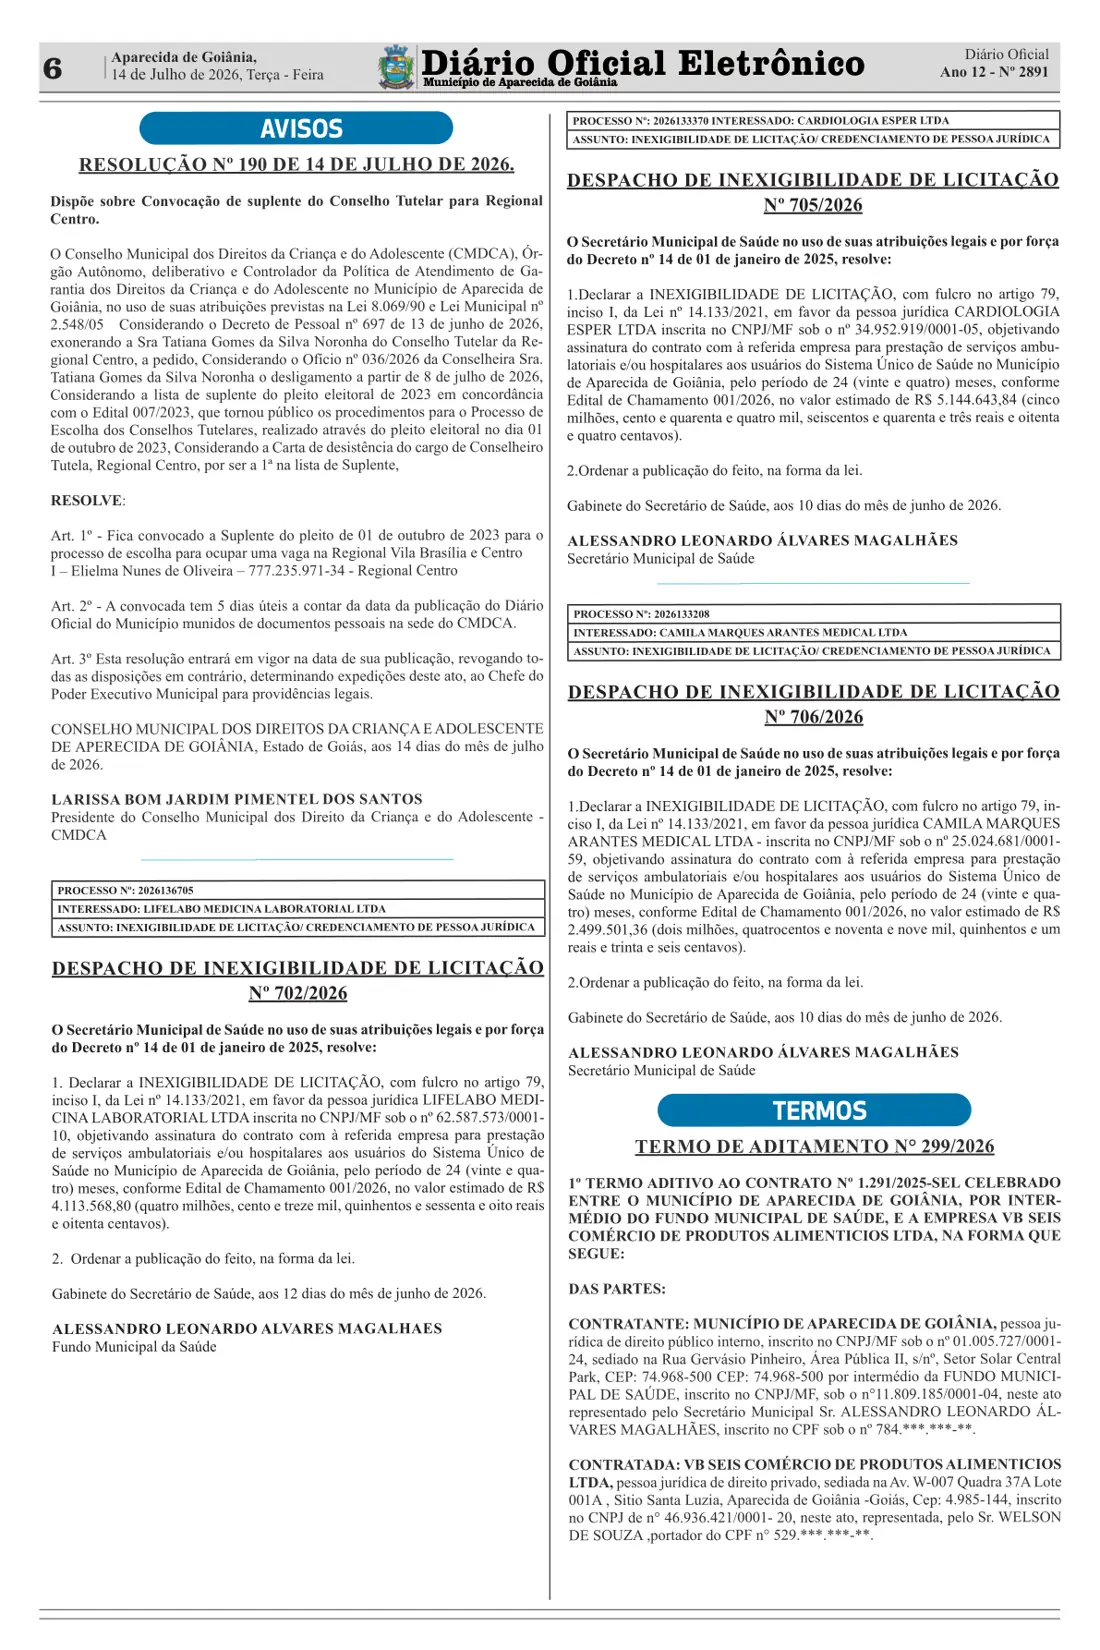 6
Aparecida de Goiânia,
14 de Julho de 2026, Terça - Feira
Diário Oficial Eletrônico
Município de Aparecida de Goiânia
Diário Oficial
Ano 12 - Nº 2891
AVISOS
RESOLUÇÃO Nº 190 DE 14 DE JULHO DE 2026.
Dispõe sobre Convocação de suplente do Conselho Tutelar para Regional
Centro.
O Conselho Municipal dos Direitos da Criança e do Adolescente (CMDCA), Ór-
gão Autônomo, deliberativo e Controlador da Política de Atendimento de Ga-
rantia dos Direitos da Criança e do Adolescente no Município de Aparecida de
Goiânia, no uso de suas atribuições previstas na Lei 8.069/90 e Lei Municipal nº
2.548/05 Considerando o Decreto de Pessoal nº 697 de 13 de junho de 2026,
exonerando a Sra Tatiana Gomes da Silva Noronha do Conselho Tutelar da Re-
gional Centro, a pedido, Considerando o Ofício nº 036/2026 da Conselheira Sra.
Tatiana Gomes da Silva Noronha o desligamento a partir de 8 de julho de 2026,
Considerando a lista de suplente do pleito eleitoral de 2023 em concordância
com o Edital 007/2023, que tornou público os procedimentos para o Processo de
Escolha dos Conselhos Tutelares, realizado através do pleito eleitoral no dia 01
de outubro de 2023, Considerando a Carta de desistência do cargo de Conselheiro
Tutela, Regional Centro, por ser a 1ª na lista de Suplente,
RESOLVE:
Art. 1º - Fica convocado a Suplente do pleito de 01 de outubro de 2023 para o
processo de escolha para ocupar uma vaga na Regional Vila Brasília e Centro
I – Elielma Nunes de Oliveira – 777.235.971-34 - Regional Centro
Art. 2º - A convocada tem 5 dias úteis a contar da data da publicação do Diário
Oficial do Município munidos de documentos pessoais na sede do CMDCA.
Art. 3º Esta resolução entrará em vigor na data de sua publicação, revogando to-
das as disposições em contrário, determinando expedições deste ato, ao Chefe do
Poder Executivo Municipal para providências legais.
CONSELHO MUNICIPAL DOS DIREITOS DA CRIANÇA E ADOLESCENTE
DE APERECIDA DE GOIÂNIA, Estado de Goiás, aos 14 dias do mês de julho
de 2026.
LARISSA BOM JARDIM PIMENTEL DOS SANTOS
Presidente do Conselho Municipal dos Direito da Criança e do Adolescente -
CMDCA
PROCESSO Nº: 2026136705
INTERESSADO: LIFELABO MEDICINA LABORATORIAL LTDA
ASSUNTO: INEXIGIBILIDADE DE LICITAÇÃO/ CREDENCIAMENTO DE PESSOA JURÍDICA
DESPACHO DE INEXIGIBILIDADE DE LICITAÇÃO
Nº 702/2026
O Secretário Municipal de Saúde no uso de suas atribuições legais e por força
do Decreto nº 14 de 01 de janeiro de 2025, resolve:
1. Declarar a INEXIGIBILIDADE DE LICITAÇÃO, com fulcro no artigo 79,
inciso I, da Lei nº 14.133/2021, em favor da pessoa jurídica LIFELABO MEDI-
CINA LABORATORIAL LTDA inscrita no CNPJ/MF sob o nº 62.587.573/0001-
10, objetivando assinatura do contrato com à referida empresa para prestação
de serviços ambulatoriais e/ou hospitalares aos usuários do Sistema Único de
Saúde no Município de Aparecida de Goiânia, pelo período de 24 (vinte e qua-
tro) meses, conforme Edital de Chamamento 001/2026, no valor estimado de R$
4.113.568,80 (quatro milhões, cento e treze mil, quinhentos e sessenta e oito reais
e oitenta centavos).
2. Ordenar a publicação do feito, na forma da lei.
Gabinete do Secretário de Saúde, aos 12 dias do mês de junho de 2026.
ALESSANDRO LEONARDO ALVARES MAGALHAES
Fundo Municipal da Saúde
PROCESSO Nº: 2026133370 INTERESSADO: CARDIOLOGIA ESPER LTDA
ASSUNTO: INEXIGIBILIDADE DE LICITAÇÃO/ CREDENCIAMENTO DE PESSOA JURÍDICA
DESPACHO DE INEXIGIBILIDADE DE LICITAÇÃO
Nº 705/2026
O Secretário Municipal de Saúde no uso de suas atribuições legais e por força
do Decreto nº 14 de 01 de janeiro de 2025, resolve:
1.Declarar a INEXIGIBILIDADE DE LICITAÇÃO, com fulcro no artigo 79,
inciso I, da Lei nº 14.133/2021, em favor da pessoa jurídica CARDIOLOGIA
ESPER LTDA inscrita no CNPJ/MF sob o nº 34.952.919/0001-05, objetivando
assinatura do contrato com à referida empresa para prestação de serviços ambu-
latoriais e/ou hospitalares aos usuários do Sistema Único de Saúde no Município
de Aparecida de Goiânia, pelo período de 24 (vinte e quatro) meses, conforme
Edital de Chamamento 001/2026, no valor estimado de R$ 5.144.643,84 (cinco
milhões, cento e quarenta e quatro mil, seiscentos e quarenta e três reais e oitenta
e quatro centavos).
2.Ordenar a publicação do feito, na forma da lei.
Gabinete do Secretário de Saúde, aos 10 dias do mês de junho de 2026.
ALESSANDRO LEONARDO ÁLVARES MAGALHÃES
Secretário Municipal de Saúde
PROCESSO Nº: 2026133208
INTERESSADO: CAMILA MARQUES ARANTES MEDICAL LTDA
ASSUNTO: INEXIGIBILIDADE DE LICITAÇÃO/ CREDENCIAMENTO DE PESSOA JURÍDICA
DESPACHO DE INEXIGIBILIDADE DE LICITAÇÃO
Nº 706/2026
O Secretário Municipal de Saúde no uso de suas atribuições legais e por força
do Decreto nº 14 de 01 de janeiro de 2025, resolve:
1.Declarar a INEXIGIBILIDADE DE LICITAÇÃO, com fulcro no artigo 79, in-
ciso I, da Lei nº 14.133/2021, em favor da pessoa jurídica CAMILA MARQUES
ARANTES MEDICAL LTDA - inscrita no CNPJ/MF sob o nº 25.024.681/0001-
59, objetivando assinatura do contrato com à referida empresa para prestação
de serviços ambulatoriais e/ou hospitalares aos usuários do Sistema Único de
Saúde no Município de Aparecida de Goiânia, pelo período de 24 (vinte e qua-
tro) meses, conforme Edital de Chamamento 001/2026, no valor estimado de R$
2.499.501,36 (dois milhões, quatrocentos e noventa e nove mil, quinhentos e um
reais e trinta e seis centavos).
2.Ordenar a publicação do feito, na forma da lei.
Gabinete do Secretário de Saúde, aos 10 dias do mês de junho de 2026.
ALESSANDRO LEONARDO ÁLVARES MAGALHÃES
Secretário Municipal de Saúde
TERMOS
TERMO DE ADITAMENTO N° 299/2026
1º TERMO ADITIVO AO CONTRATO Nº 1.291/2025-SEL CELEBRADO
ENTRE O MUNICÍPIO DE APARECIDA DE GOIÂNIA, POR INTER-
MÉDIO DO FUNDO MUNICIPAL DE SAÚDE, E A EMPRESA VB SEIS
COMÉRCIO DE PRODUTOS ALIMENTICIOS LTDA, NA FORMA QUE
SEGUE:
DAS PARTES:
CONTRATANTE: MUNICÍPIO DE APARECIDA DE GOIÂNIA, pessoa ju-
rídica de direito público interno, inscrito no CNPJ/MF sob o nº 01.005.727/0001-
24, sediado na Rua Gervásio Pinheiro, Área Pública II, s/nº, Setor Solar Central
Park, CEP: 74.968-500 CEP: 74.968-500 por intermédio da FUNDO MUNICI-
PAL DE SAÚDE, inscrito no CNPJ/MF, sob o n°11.809.185/0001-04, neste ato
representado pelo Secretário Municipal Sr. ALESSANDRO LEONARDO ÁL-
VARES MAGALHÃES, inscrito no CPF sob o nº 784.***.***-**.
CONTRATADA: VB SEIS COMÉRCIO DE PRODUTOS ALIMENTICIOS
LTDA, pessoa jurídica de direito privado, sediada na Av. W-007 Quadra 37A Lote
001A , Sitio Santa Luzia, Aparecida de Goiânia -Goiás, Cep: 4.985-144, inscrito
no CNPJ de n° 46.936.421/0001- 20, neste ato, representada, pelo Sr. WELSON
DE SOUZA ,portador do CPF n° 529.***.***-**.